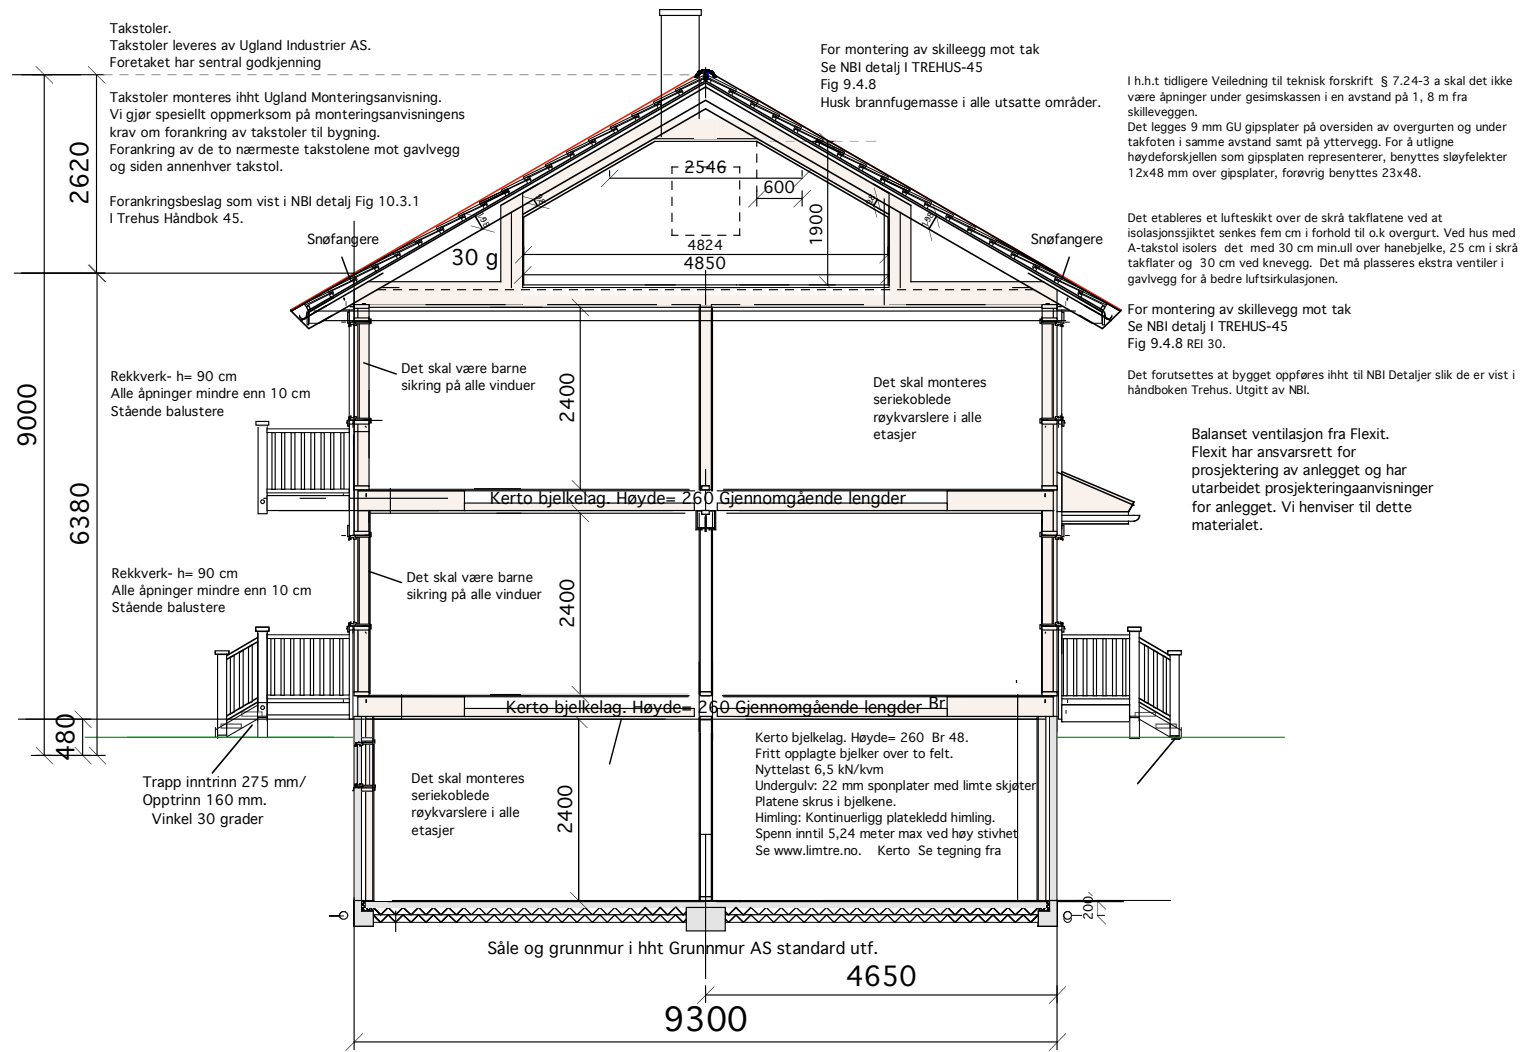 Takstoler.
Takstoler leveres av Ugland Industrier AS.
Foretaket har sentral godkjenning
Takstoler monteres ihht Ugland Monteringsanvisning.
Vi gjør spesiellt oppmerksom på monteringsanvisningens
krav om forankring av takstoler til bygning.
Forankring av de to nærmeste takstolene mot gavlvegg
og siden annenhver takstol.
Forankringsbeslag som vist i NBI detalj Fig 10.3.1
I Trehus Håndbok 45.
Snøfangere
For montering av skilleegg mot tak
Se NBI detalj I TREHUS-45
Fig 9.4.8
Husk brannfugemasse i alle utsatte områder.
I h.h.t tidligere Veiledning til teknisk forskrift § 7.24-3 a skal det ikke
være åpninger under gesimskassen i en avstand på 1, 8 m fra
skilleveggen.
Det legges 9 mm GU gipsplater på oversiden av overgurten og under
takfoten i samme avstand samt på yttervegg. For å utligne
høydeforskjellen som gipsplaten representerer, benyttes sløyfelekter
12x48 mm over gipsplater, forøvrig benyttes 23x48.
Det etableres et lufteskikt over de skrå takflatene ved at
isolasjonssjiktet senkes fem cm i forhold til o.k overgurt. Ved hus med
A-takstol isolers det med 30 cm min.ull over hanebjelke, 25 cm i skrå
takflater og 30 cm ved knevegg. Det må plasseres ekstra ventiler i
gavlvegg for å bedre luftsirkulasjonen.
Snøfangere
For montering av skillevegg mot tak
Se NBI detalj I TREHUS-45
Fig 9.4.8 REI 30.
Det forutsettes at bygget oppføres ihht til NBI Detaljer slik de er vist i
håndboken Trehus. Utgitt av NBI.
Balanset ventilasjon fra Flexit.
Flexit har ansvarsrett for
prosjektering av anlegget og har
utarbeidet prosjekteringaanvisninger
for anlegget. Vi henviser til dette
materialet.
2620
9000
6380
480
2546
600
1900
4824
4850
30 g
Rekkverk- h= 90 cm
Alle åpninger mindre enn 10 cm
Stående balustere
Det skal være barne
sikring på alle vinduer
2400
Det skal monteres
seriekoblede
røykvarslere i alle
etasjer
Kerto bjelkelag. Høyde= 260 Gjennomgående lengder
Rekkverk- h= 90 cm
Alle åpninger mindre enn 10 cm
Stående balustere
Det skal være barne
sikring på alle vinduer
2400
Kerto bjelkelag. Høyde= 260 Gjennomgående lengder Br
Trapp inntrinn 275 mm/
Opptrinn 160 mm.
Vinkel 30 grader
Det skal monteres
seriekoblede
røykvarslere i alle
etasjer
2400
Kerto bjelkelag. Høyde= 260 Br 48.
Fritt opplagte bjelker over to felt.
Nyttelast 6,5 kN/kvm
Undergulv: 22 mm sponplater med limte skjøter
Platene skrus i bjelkene.
Himling: Kontinuerligg platekledd himling.
Spenn inntil 5,24 meter max ved høy stivhet
Se www.limtre.no. Kerto Se tegning fra
200
Såle og grunnmur i hht Grunnmur AS standard utf.
4650
9300